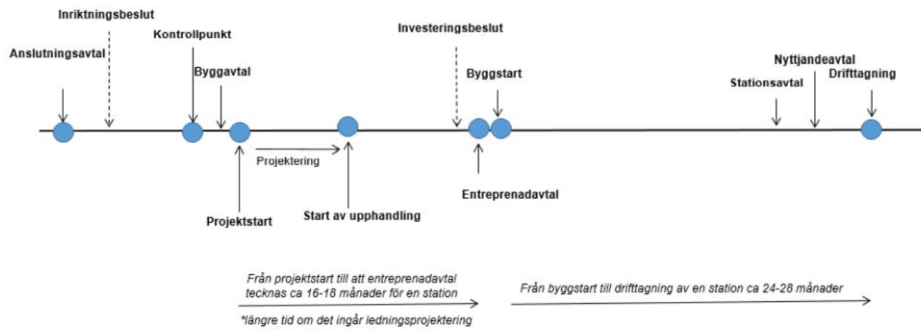 Inriktningsbeslut
Anslutningsavtal
Kontrollpunkt
Byggavtal
Investeringsbeslut
Byggstart
Nyttjandeavtal
Stationsavtal
Drifttagning
Projektering
Projektstart
Start av upphandling
Entreprenadavtal
Från projektstart till att entreprenadavtal
tecknas ca 16-18 månader för en station
*längre tid om det ingår ledningsprojektering
Från byggstart till drifttagning av en station ca 24-28 månader